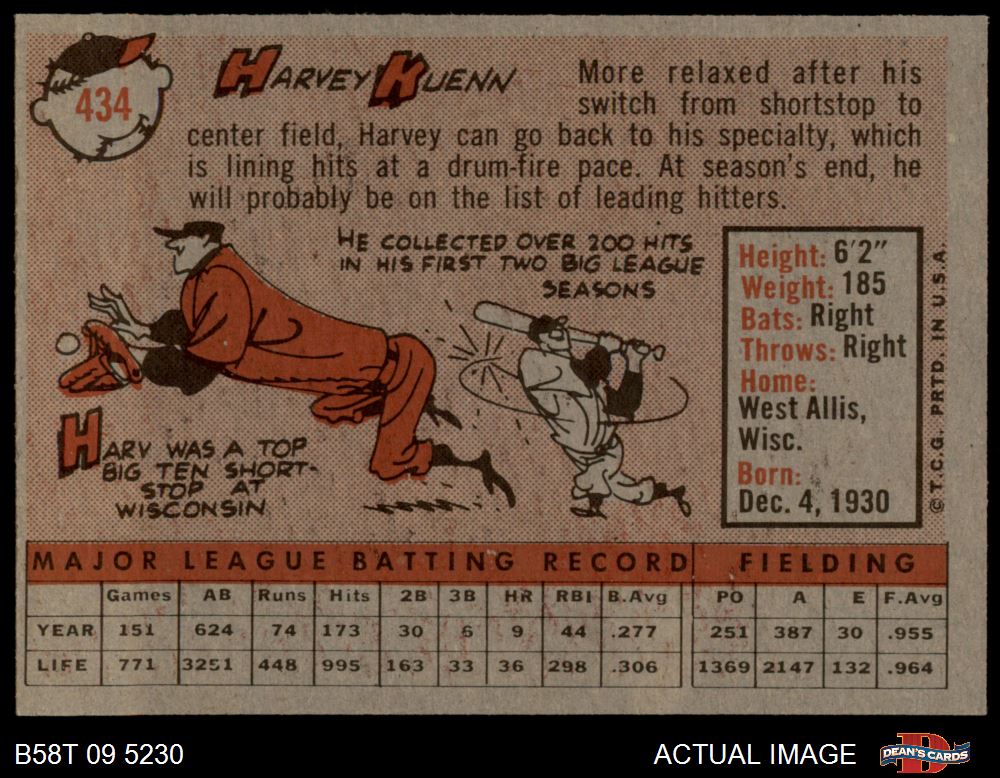 434
HARVEY KUENN
More relaxed after his
switch from shortstop to
center field, Harvey can go back to his specialty, which
is lining hits at a drum-fire pace. At season's end, he
will probably be on the list of leading hitters.
HE COLLECTED OVER 200 HITS
IN HIS FIRST TWO BIG LEAGUE
SEASONS
HARV WAS A TOP
BIG TEN SHORT-
STOP AT
WISCONSIN
Height: 6'2"
Weight: 185
Bats: Right
Throws: Right
Home:
West Allis,
Wisc.
Born:
Dec. 4, 1930
© T.C.G. PRTD. IN U.S.A.
MAJOR LEAGUE BATTING RECORD FIELDING
Games AB Runs Hits 2B 3B HR RBI B.Avg PO A E F.Avg
YEAR 151 624 74 173 30 6 9 44 .277 251 387 30 .955
LIFE 771 3251 448 995 163 33 36 298 .306 1369 2147 132 .964
B58T 09 5230
ACTUAL IMAGE
D
DEAN'S CARDS